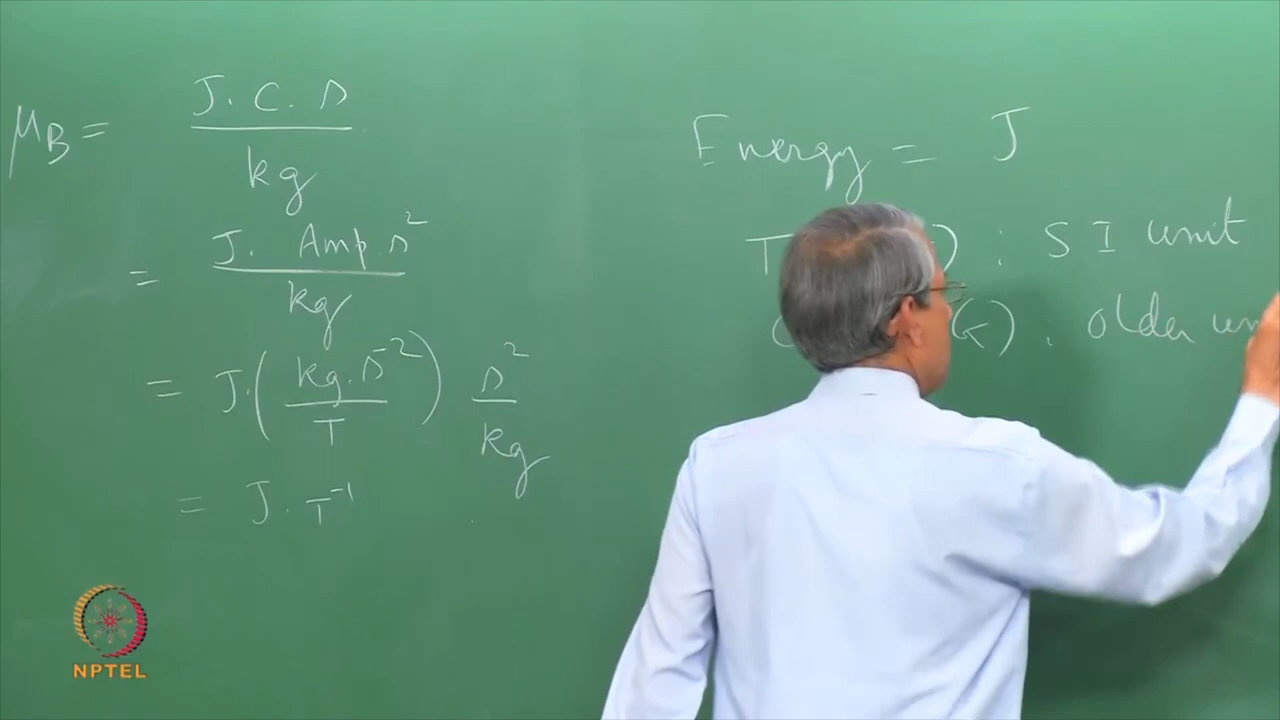 μB = J. C. s / kg
= J. Amp. s² / kg
= J. ( kg. s⁻² / T ) s² / kg
= J. T⁻¹
Energy = J
: SI unit
: older
NPTEL